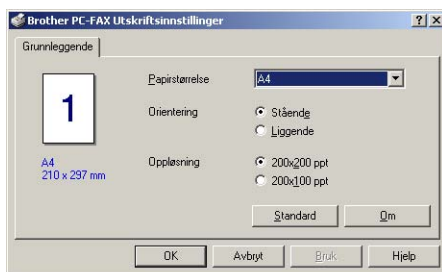 Brother PC-FAX Utskriftsinnstillinger
Grunnleggende
1
A4
210 x 297 mm
Papirstørrelse
A4
Orientering
Stående
Liggende
Oppløsning
200x200 ppt
200x100 ppt
Standard
Om
OK
Avbryt
Bruk
Hjelp